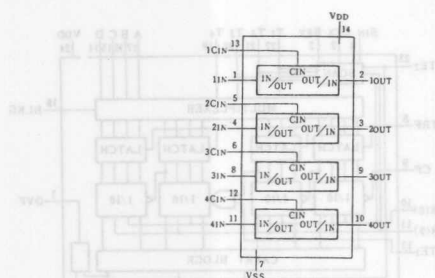 VDD
14
1CIN 13
CIN
1IN 1 IN/OUT OUT/IN 2 1OUT
2CIN 5
CIN
2IN 4 IN/OUT OUT/IN 3 2OUT
3CIN 6
CIN
3IN 8 IN/OUT OUT/IN 9 3OUT
4CIN 12
CIN
4IN 11 IN/OUT OUT/IN 10 4OUT
7
VSS